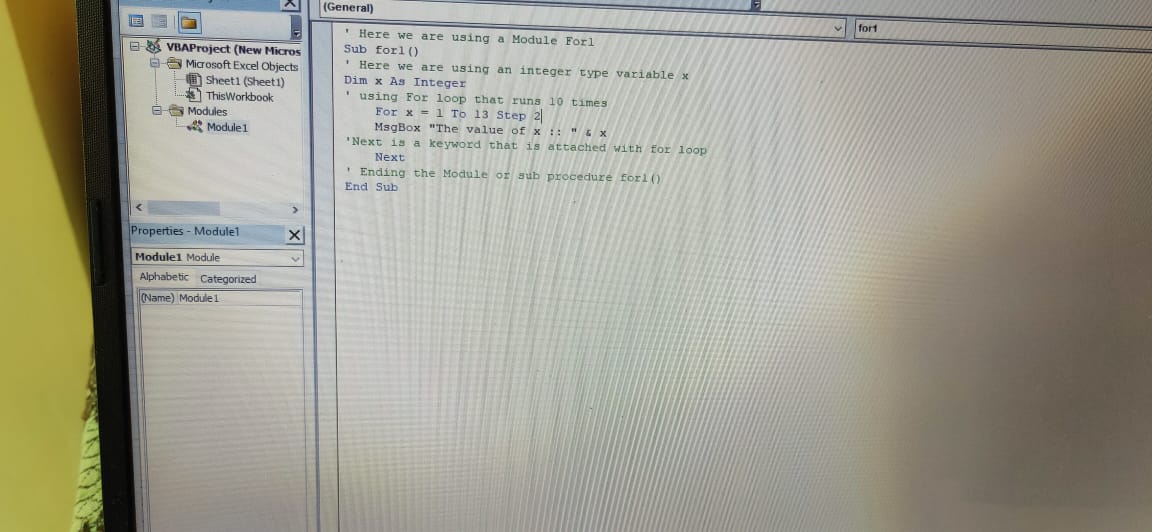 (General)
for1
VBAProject (New Micros
Microsoft Excel Objects
Sheet1 (Sheet1)
ThisWorkbook
Modules
Module1
Properties - Module1
Module1 Module
Alphabetic Categorized
(Name) Module1
' Here we are using a Module For1
Sub for1()
' Here we are using an integer type variable x
Dim x As Integer
' using For loop that runs 10 times
For x = 1 To 13 Step 2
MsgBox "The value of x :: " & x
'Next is a keyword that is attached with for loop
Next
' Ending the Module or sub procedure for1()
End Sub